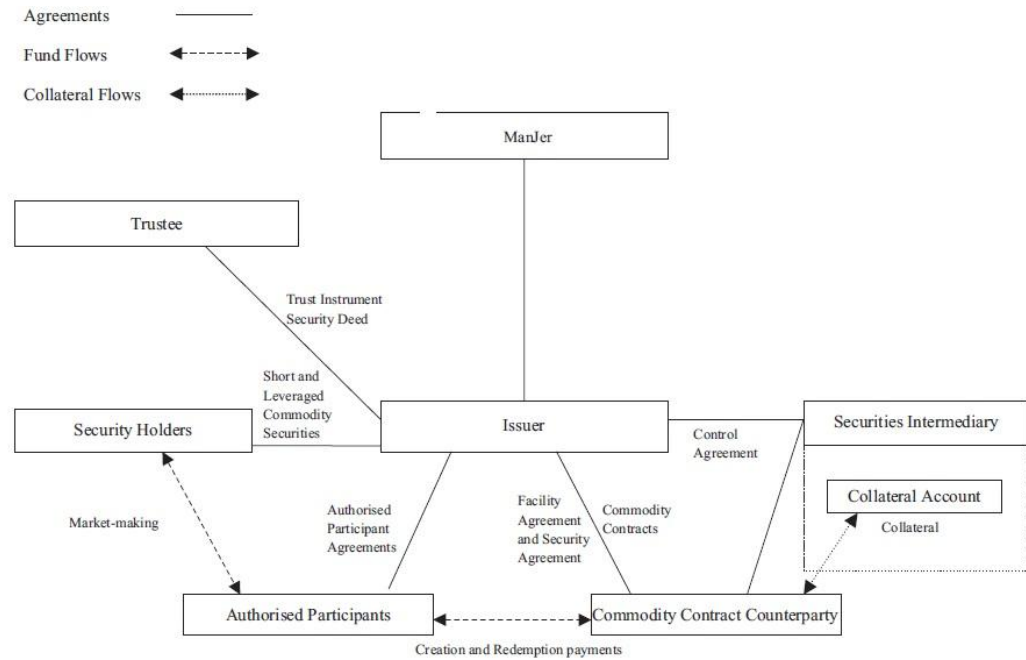 Agreements
Fund Flows
Collateral Flows
ManJer
Trustee
Trust Instrument
Security Deed
Short and
Leveraged
Commodity
Securities
Security Holders
Issuer
Securities Intermediary
Control
Agreement
Collateral Account
Collateral
Market-making
Authorised
Participant
Agreements
Facility
Agreement
and Security
Agreement
Commodity
Contracts
Authorised Participants
Commodity Contract Counterparty
Creation and Redemption payments